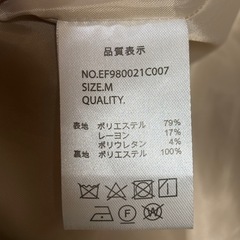 品質表示
NO.EF980021C007
SIZE.M
QUALITY.
表地 ポリエステル 79%
レーヨン 17%
ポリウレタン 4%
裏地 ポリエステル 100%